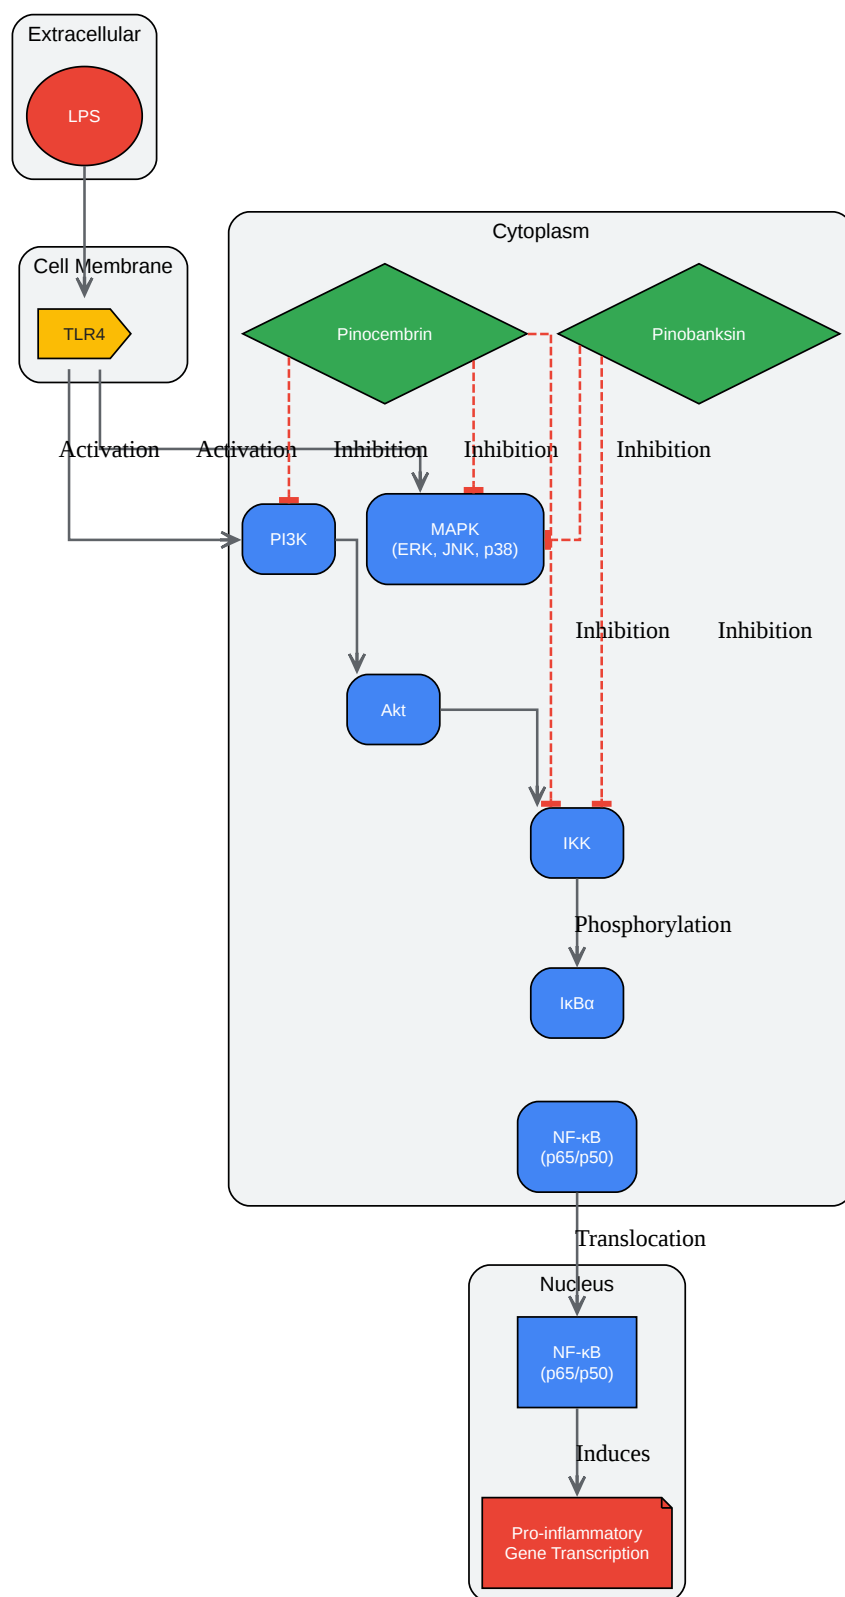 Extracellular
LPS
Cytoplasm
Cell Membrane
TLR4
Pinocembrin
Pinobanksin
Activation
Activation
Inhibition
Inhibition
Inhibition
PI3K
MAPK
(ERK, JNK, p38)
Inhibition
Inhibition
Akt
IKK
Phosphorylation
IκBα
NF-κB
(p65/p50)
Translocation
Nucleus
NF-κB
(p65/p50)
Induces
Pro-inflammatory
Gene Transcription